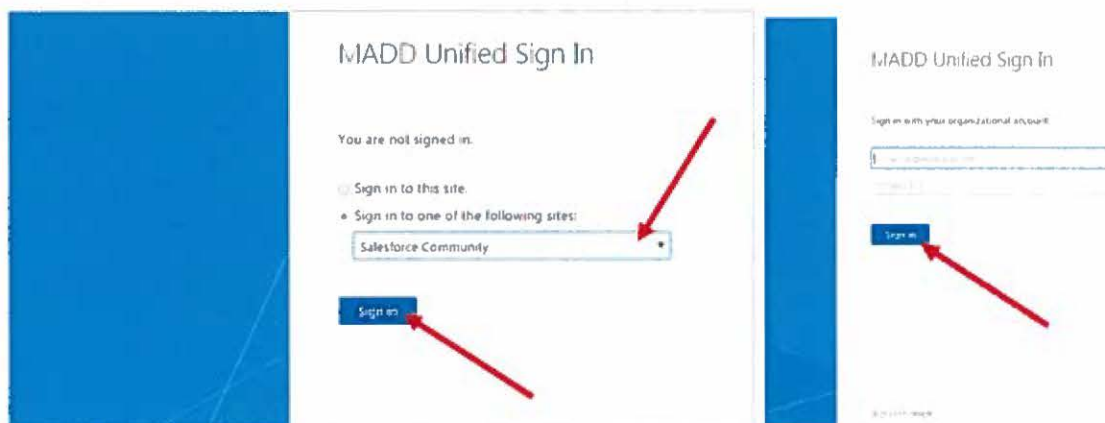 MADD Unified Sign In
You are not signed in.
Sign in to this site.
Sign in to one of the following sites:
Salesforce Community
Sign in
MADD Unified Sign In
Sign in with your organizational account
Sign in